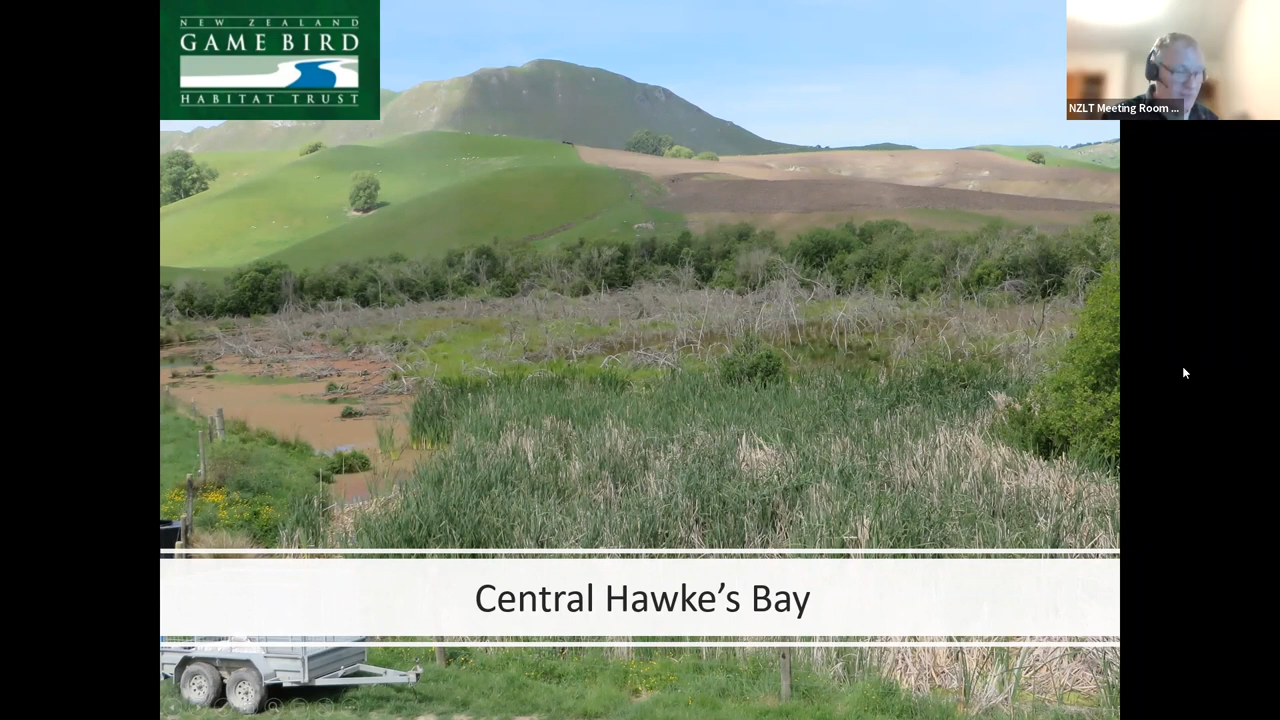 NEW ZEALAND
GAME BIRD
HABITAT TRUST
NZLT Meeting Room ...
Central Hawke’s Bay